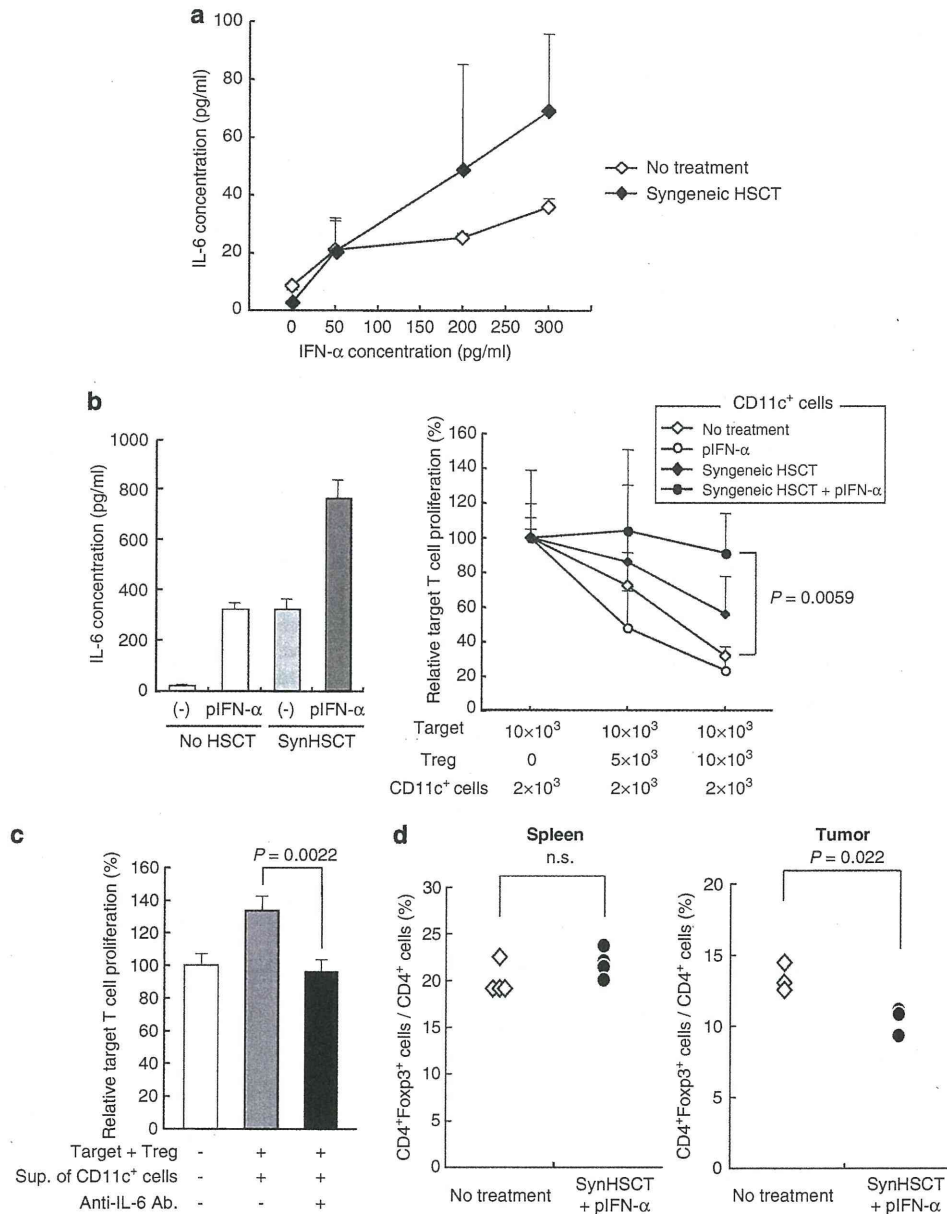 a
100
80
60
40
20
0
IL-6 concentration (pg/ml)
0 50 100 150 200 250 300
IFN-α concentration (pg/ml)
No treatment
Syngeneic HSCT
b
1000
800
600
400
200
0
IL-6 concentration (pg/ml)
(-) pIFN-α (-) pIFN-α
No HSCT SynHSCT
160
140
120
100
80
60
40
20
0
Relative target T cell proliferation (%)
CD11c+ cells
No treatment
pIFN-α
Syngeneic HSCT
Syngeneic HSCT + pIFN-α
P = 0.0059
Target 10×10³ 10×10³ 10×10³
Treg 0 5×10³ 10×10³
CD11c+ cells 2×10³ 2×10³ 2×10³
c
160
140
120
100
80
60
40
20
0
Relative target T cell proliferation (%)
P = 0.0022
Target + Treg - + +
Sup. of CD11c+ cells - + +
Anti-IL-6 Ab. - - +
d
Spleen
n.s.
30
25
20
15
10
5
0
CD4+Foxp3+ cells / CD4+ cells (%)
No treatment SynHSCT
+ pIFN-α
Tumor
P = 0.022
20
15
10
5
0
CD4+Foxp3+ cells / CD4+ cells (%)
No treatment SynHSCT
+ pIFN-α